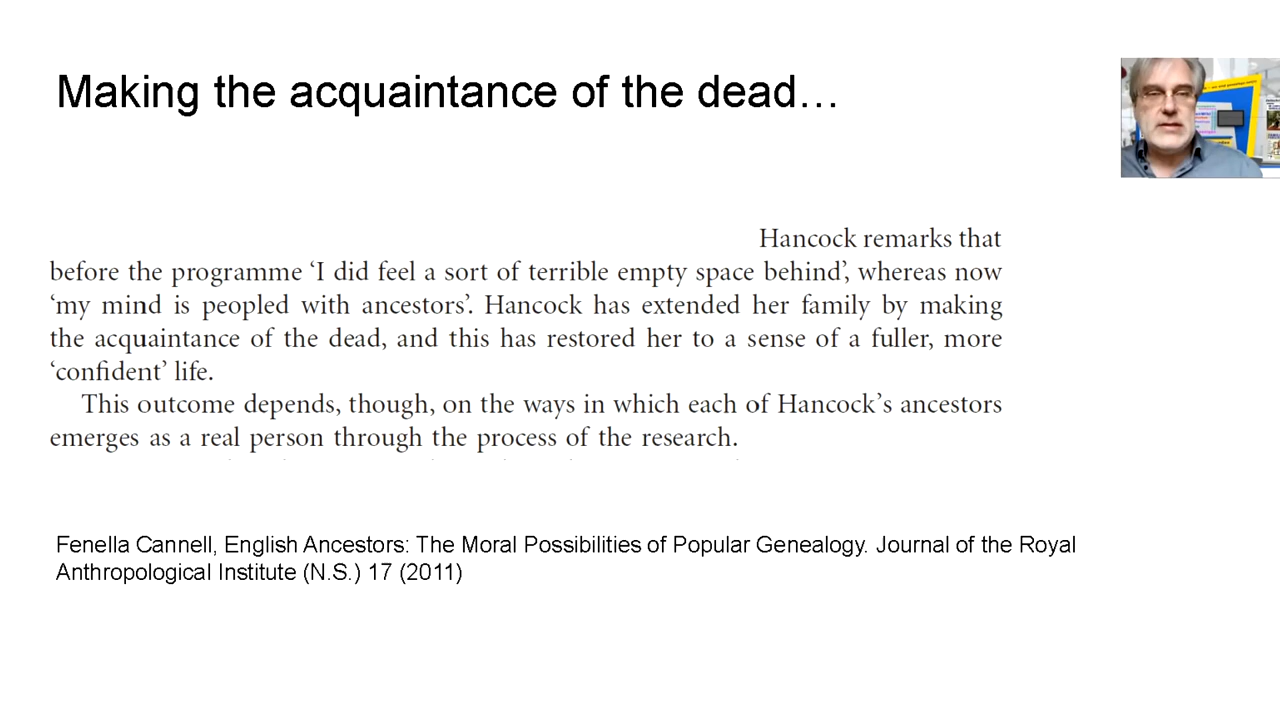 Making the acquaintance of the dead…
Hancock remarks that
before the programme ‘I did feel a sort of terrible empty space behind’, whereas now
‘my mind is peopled with ancestors’. Hancock has extended her family by making
the acquaintance of the dead, and this has restored her to a sense of a fuller, more
‘confident’ life.
This outcome depends, though, on the ways in which each of Hancock’s ancestors
emerges as a real person through the process of the research.
Fenella Cannell, English Ancestors: The Moral Possibilities of Popular Genealogy. Journal of the Royal
Anthropological Institute (N.S.) 17 (2011)